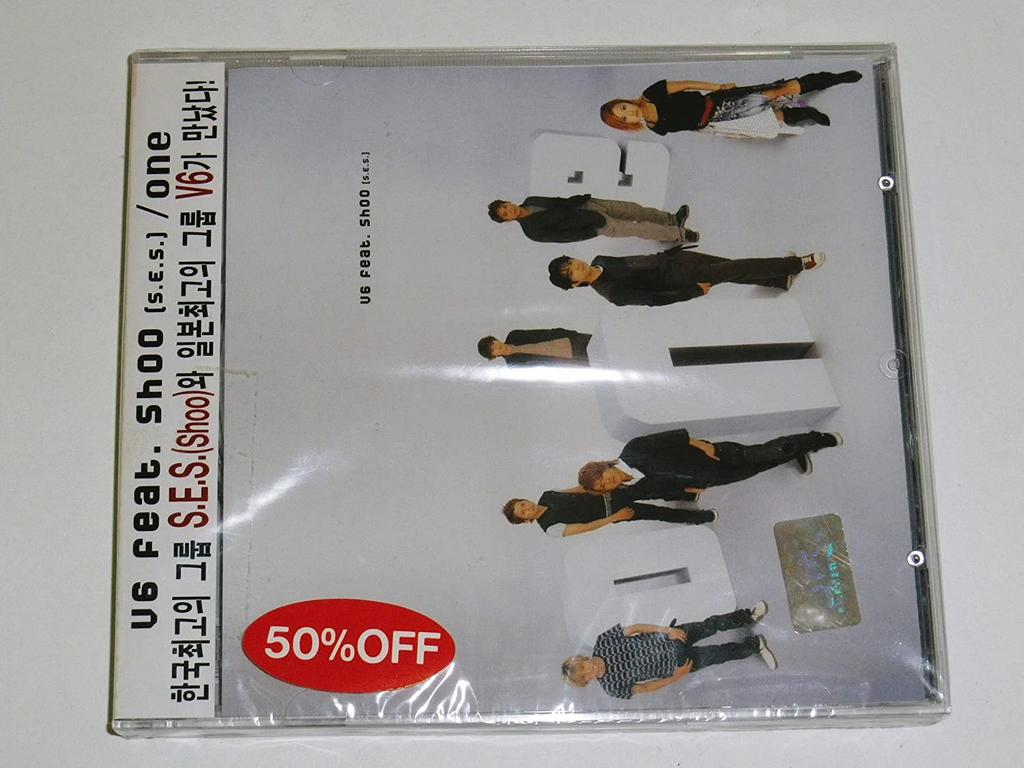 V6 feat. Shoo (S.E.S.) / one
한국최고의 그룹 S.E.S.(Shoo)와 일본최고의 그룹 V6가 만났다!
V6 feat. Shoo (S.E.S.)
one
50%OFF